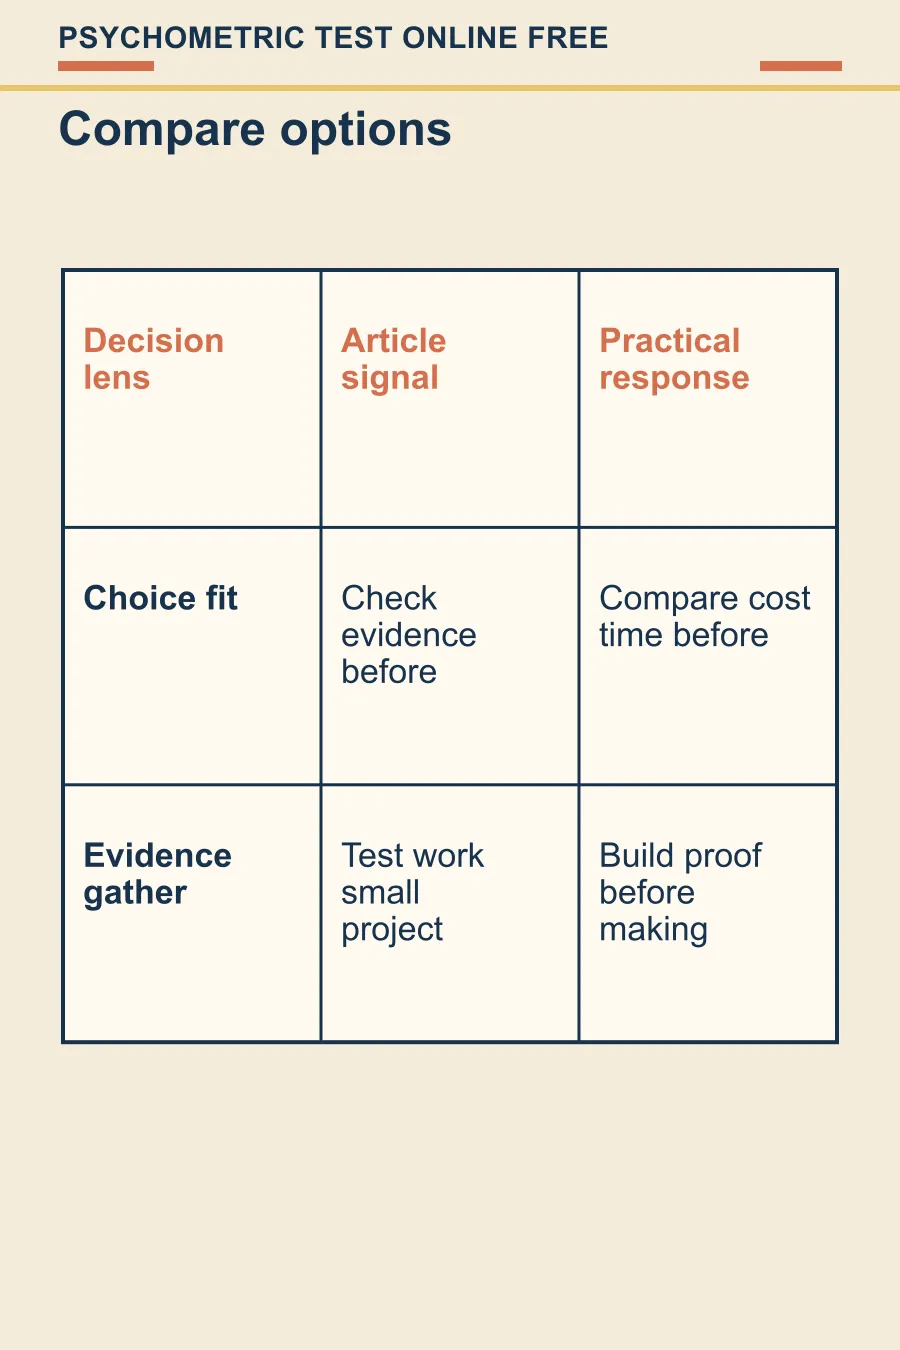 PSYCHOMETRIC TEST ONLINE FREE
Compare options
Decision
lens
Article
signal
Practical
response
Choice fit
Check
evidence
before
Compare cost
time before
Evidence
gather
Test work
small
project
Build proof
before
making